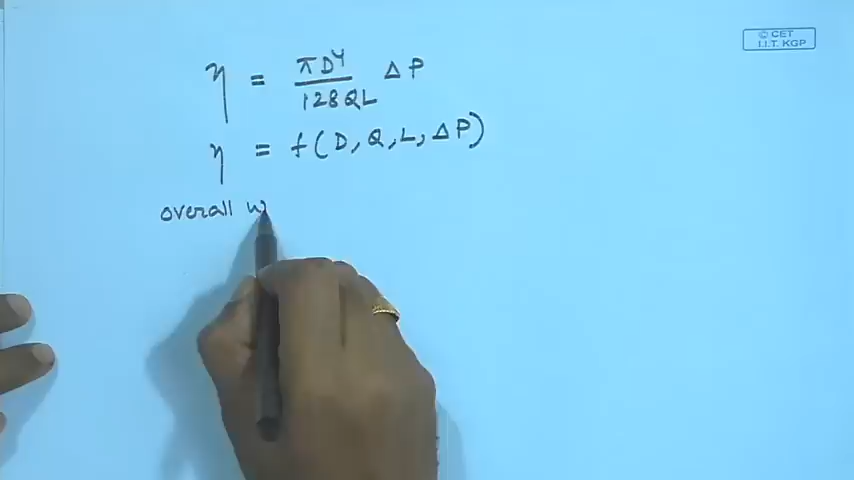 © CET
I.I.T. KGP
η = πD⁴/128QL ΔP
η = f(D, Q, L, ΔP)
overall